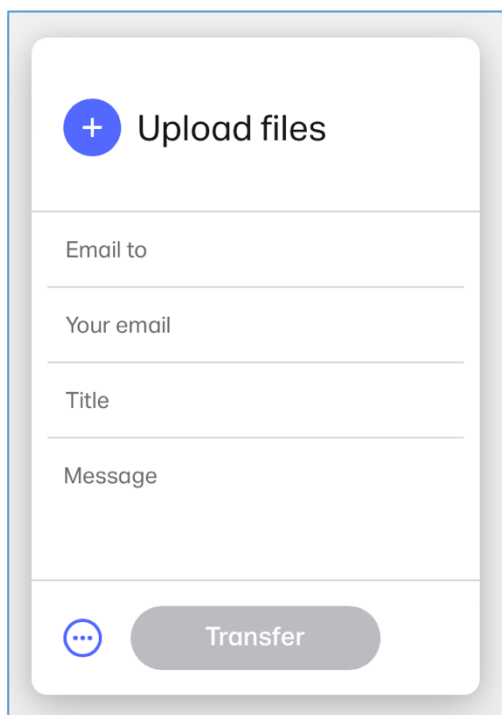 Upload files
Email to
Your email
Title
Message
Transfer